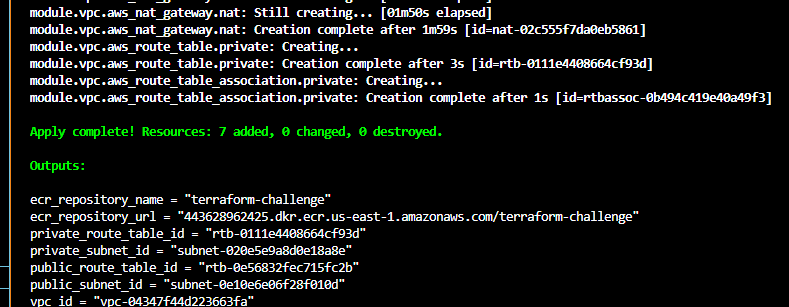 module.vpc.aws_nat_gateway.nat: Still creating... [01m50s elapsed]
module.vpc.aws_nat_gateway.nat: Creation complete after 1m59s [id=nat-02c555f7da0eb5861]
module.vpc.aws_route_table.private: Creating...
module.vpc.aws_route_table.private: Creation complete after 3s [id=rtb-0111e4408664cf93d]
module.vpc.aws_route_table_association.private: Creating...
module.vpc.aws_route_table_association.private: Creation complete after 1s [id=rtbassoc-0b494c419e40a49f3]
Apply complete! Resources: 7 added, 0 changed, 0 destroyed.
Outputs:
ecr_repository_name = "terraform-challenge"
ecr_repository_url = "443628962425.dkr.ecr.us-east-1.amazonaws.com/terraform-challenge"
private_route_table_id = "rtb-0111e4408664cf93d"
private_subnet_id = "subnet-020e5e9a8d0e18a8e"
public_route_table_id = "rtb-0e56832fec715fc2b"
public_subnet_id = "subnet-0e10e6e06f28f010d"
vpc_id = "vpc-04347f44d223663fa"